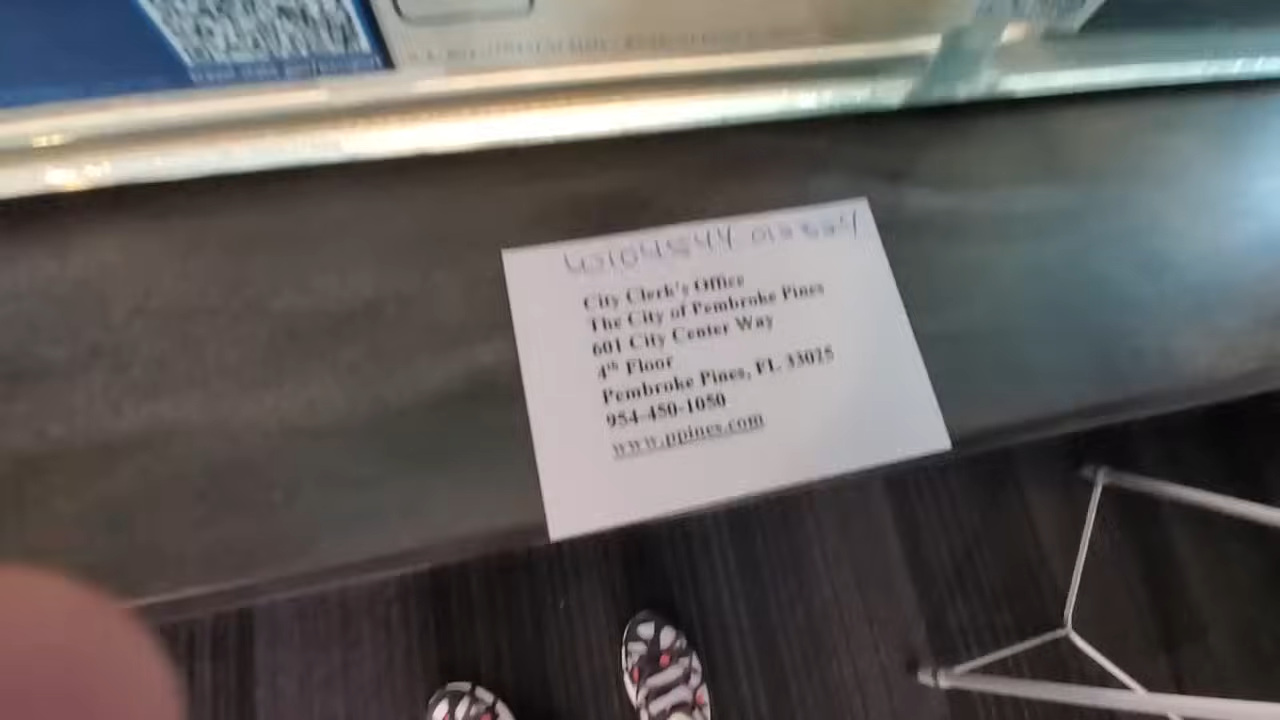 City Clerk's Office
The City of Pembroke Pines
601 City Center Way
4th Floor
Pembroke Pines, FL 33025
954-450-1050
www.ppines.com